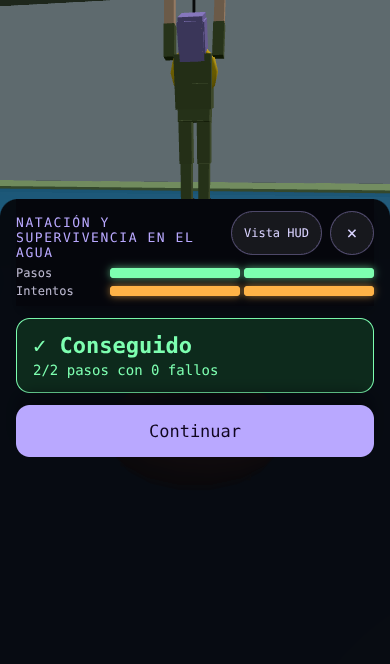 NATACIÓN Y
SUPERVIVENCIA EN EL
AGUA
Vista HUD
×
Pasos
Intentos
✓ Conseguido
2/2 pasos con 0 fallos
Continuar